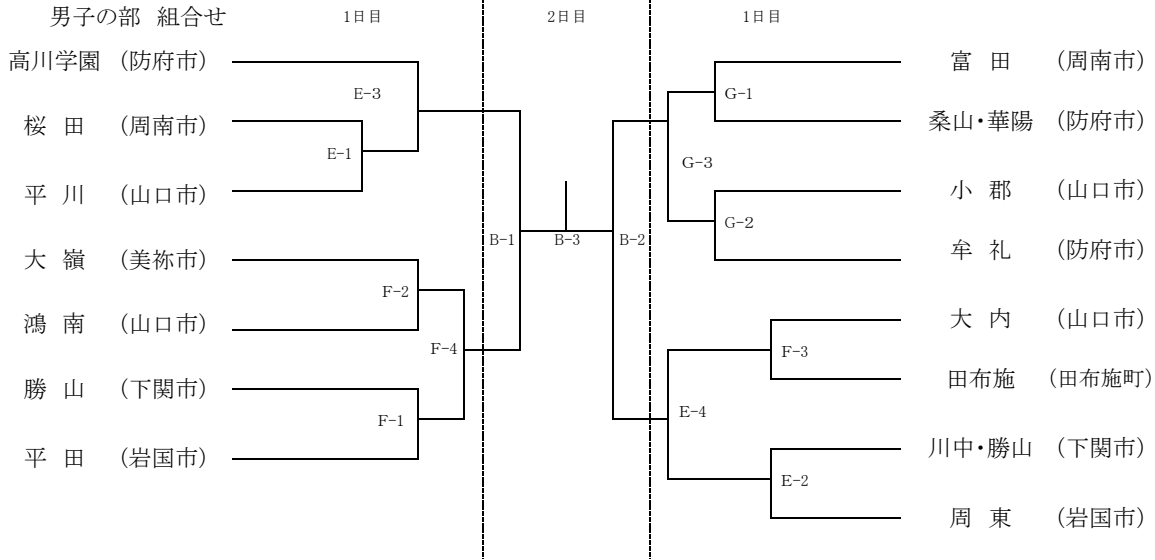 男子の部 組合せ
1日目
2日目
1日目
高川学園 (防府市)
桜 田 (周南市)
平 川 (山口市)
大 嶺 (美祢市)
鴻 南 (山口市)
勝 山 (下関市)
平 田 (岩国市)
E-3
E-1
F-2
F-4
F-1
B-1
B-3
B-2
G-1
G-3
G-2
F-3
E-4
E-2
富 田 (周南市)
桑山・華陽 (防府市)
小 郡 (山口市)
牟 礼 (防府市)
大 内 (山口市)
田布施 (田布施町)
川中・勝山 (下関市)
周 東 (岩国市)